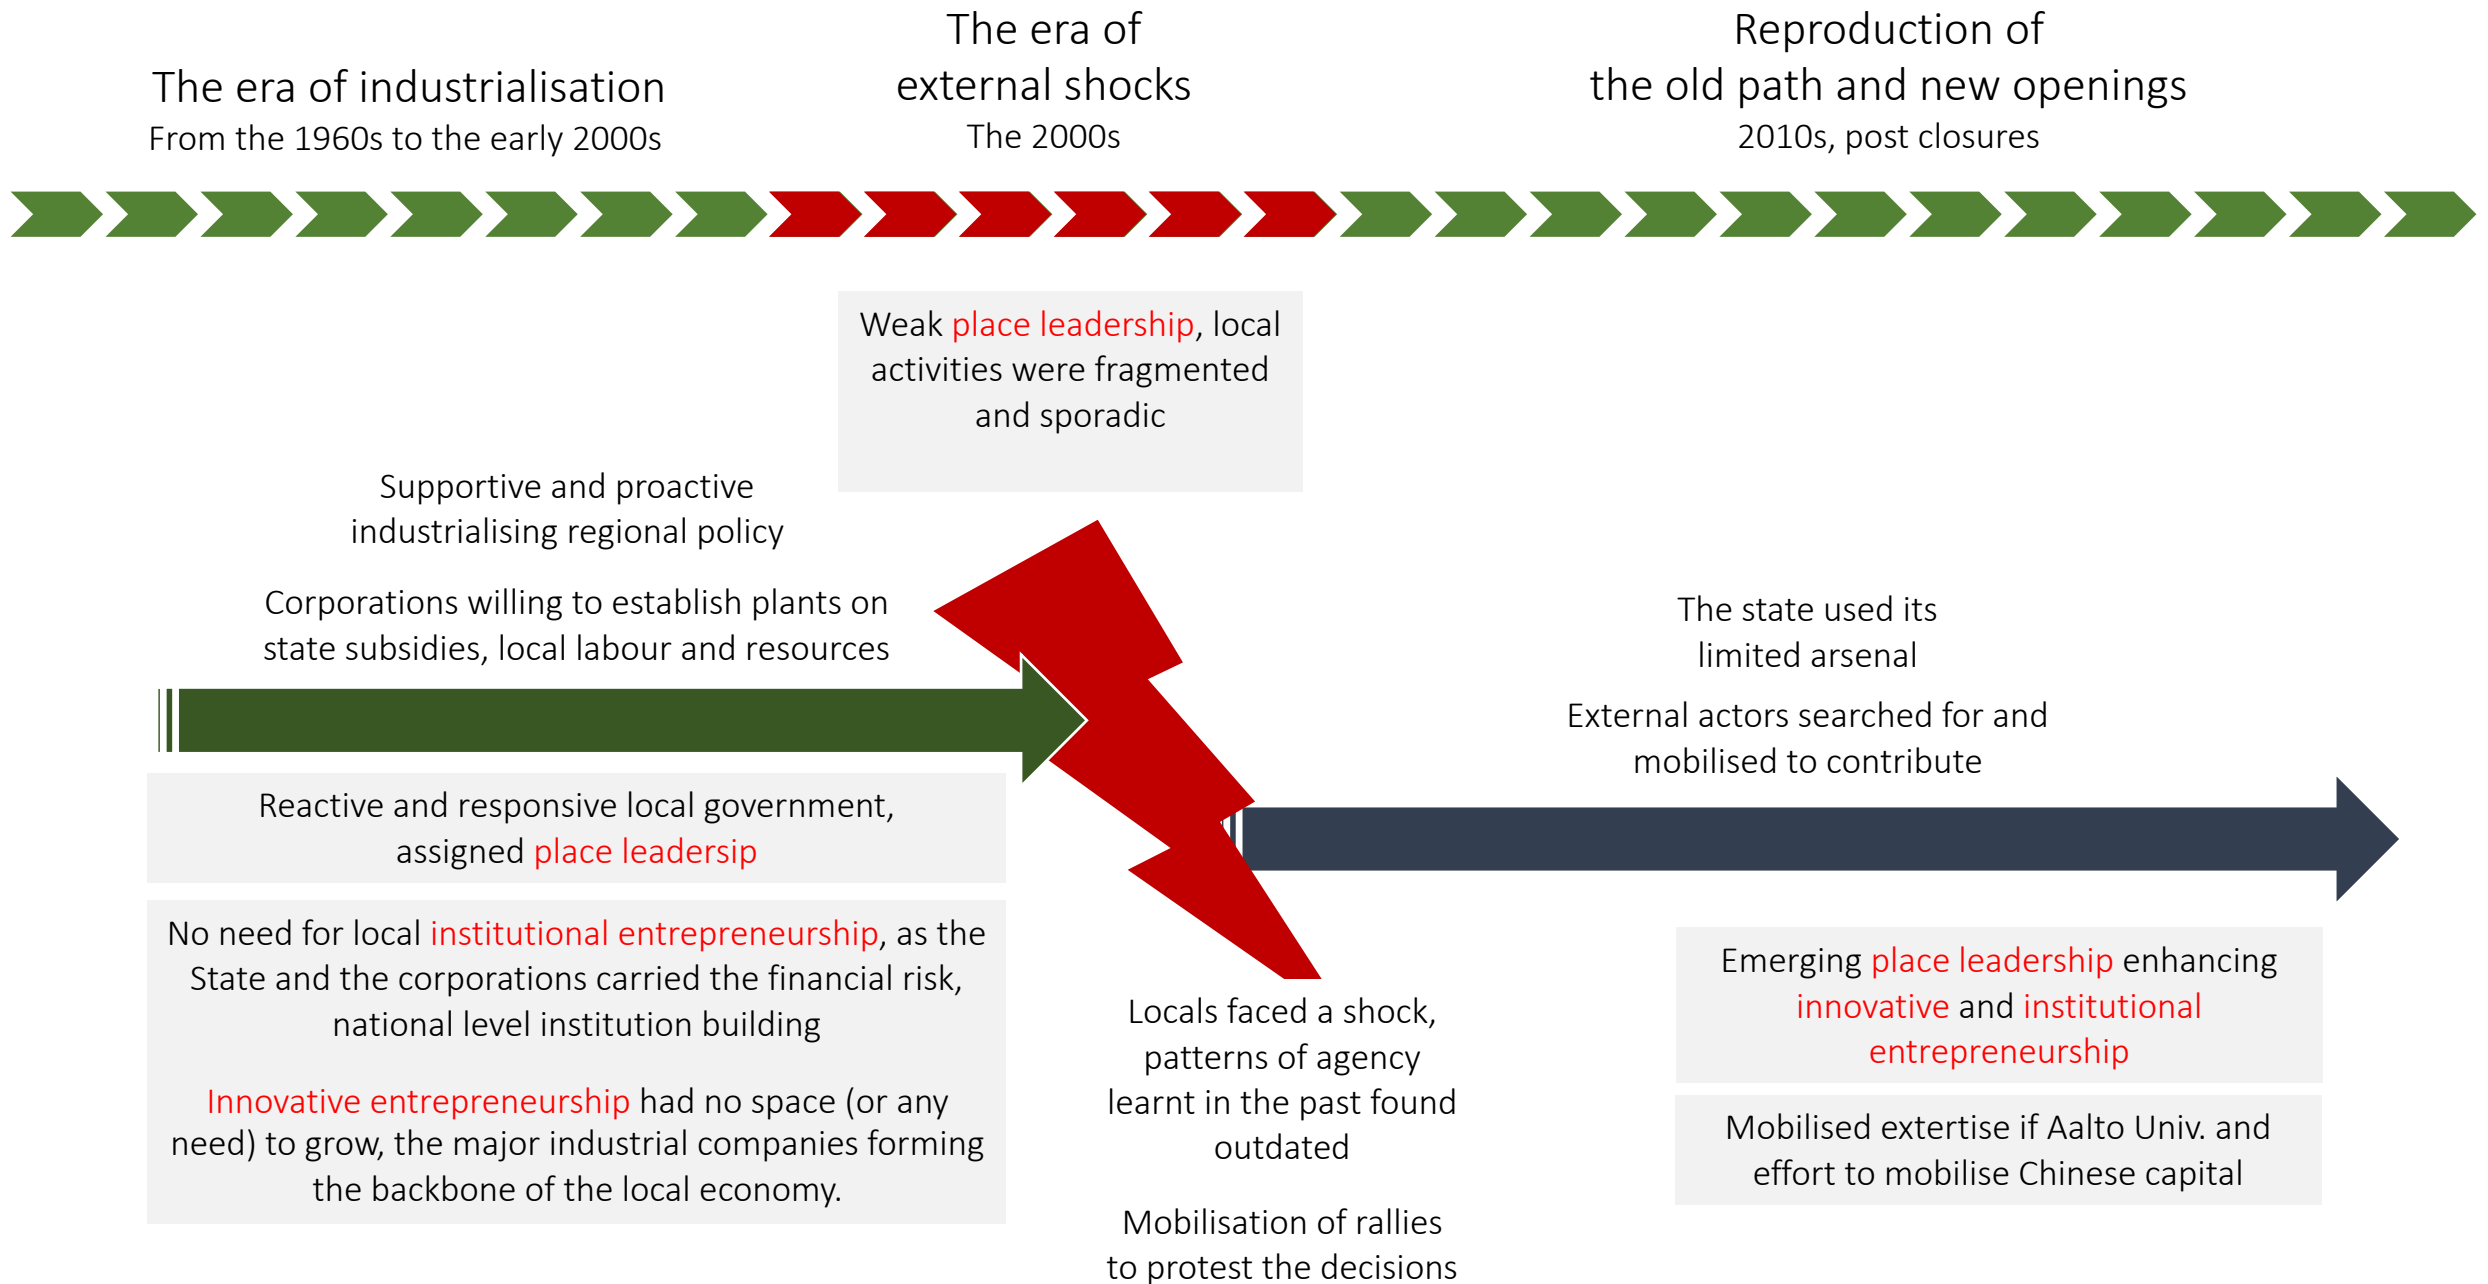 The era of industrialisation
From the 1960s to the early 2000s
The era of
external shocks
The 2000s
Reproduction of
the old path and new openings
2010s, post closures
Weak place leadership, local
activities were fragmented
and sporadic
Supportive and proactive
industrialising regional policy
Corporations willing to establish plants on
state subsidies, local labour and resources
Reactive and responsive local government,
assigned place leadersip
No need for local institutional entrepreneurship, as the
State and the corporations carried the financial risk,
national level institution building
Innovative entrepreneurship had no space (or any
need) to grow, the major industrial companies forming
the backbone of the local economy.
Locals faced a shock,
patterns of agency
learnt in the past found
outdated
Mobilisation of rallies
to protest the decisions
The state used its
limited arsenal
External actors searched for and
mobilised to contribute
Emerging place leadership enhancing
innovative and institutional
entrepreneurship
Mobilised extertise if Aalto Univ. and
effort to mobilise Chinese capital